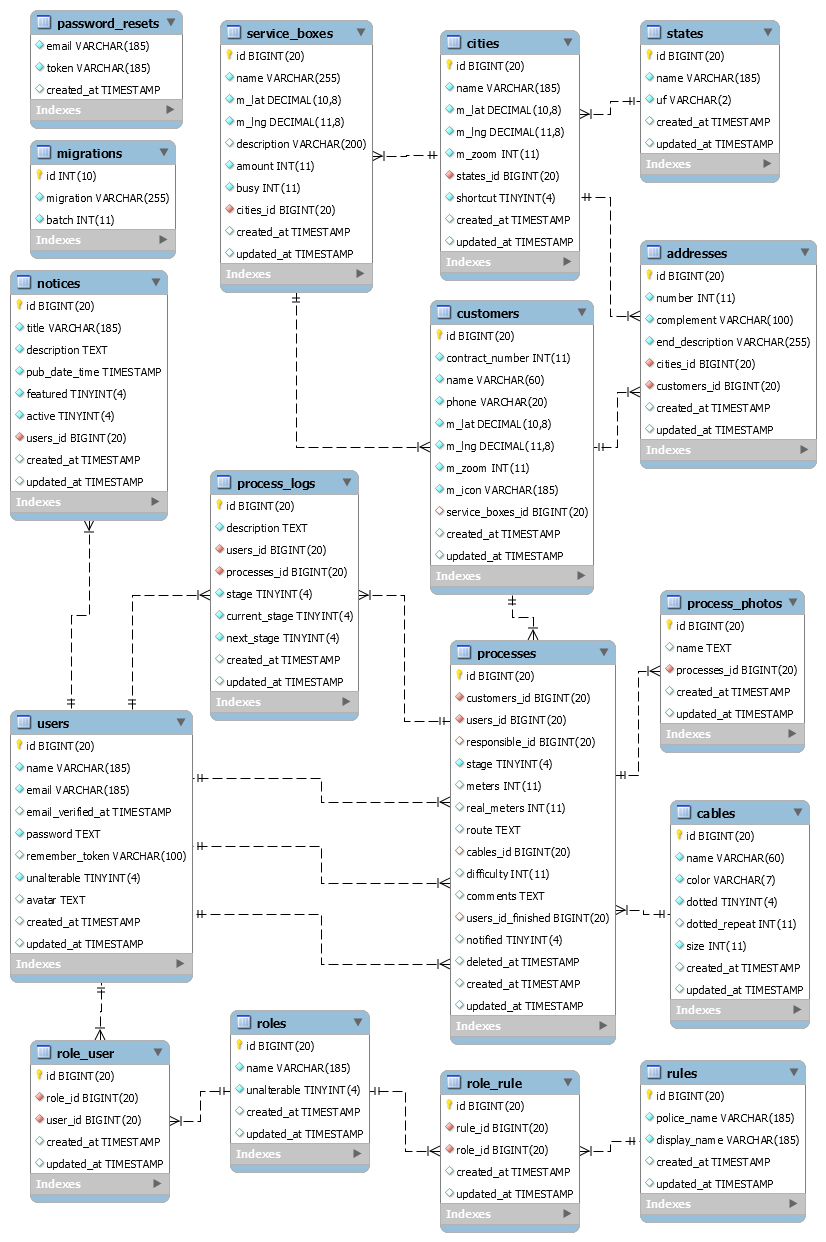 password_resets
email VARCHAR(185)
token VARCHAR(185)
created_at TIMESTAMP
Indexes
migrations
id INT(10)
migration VARCHAR(255)
batch INT(11)
Indexes
notices
id BIGINT(20)
title VARCHAR(185)
description TEXT
pub_date_time TIMESTAMP
featured TINYINT(4)
active TINYINT(4)
users_id BIGINT(20)
created_at TIMESTAMP
updated_at TIMESTAMP
Indexes
service_boxes
id BIGINT(20)
name VARCHAR(255)
m_lat DECIMAL(10,8)
m_lng DECIMAL(11,8)
description VARCHAR(200)
amount INT(11)
busy INT(11)
cities_id BIGINT(20)
created_at TIMESTAMP
updated_at TIMESTAMP
Indexes
cities
id BIGINT(20)
name VARCHAR(185)
m_lat DECIMAL(10,8)
m_lng DECIMAL(11,8)
m_zoom INT(11)
states_id BIGINT(20)
shortcut TINYINT(4)
created_at TIMESTAMP
updated_at TIMESTAMP
Indexes
states
id BIGINT(20)
name VARCHAR(185)
uf VARCHAR(2)
created_at TIMESTAMP
updated_at TIMESTAMP
Indexes
addresses
id BIGINT(20)
number INT(11)
complement VARCHAR(100)
end_description VARCHAR(255)
cities_id BIGINT(20)
customers_id BIGINT(20)
created_at TIMESTAMP
updated_at TIMESTAMP
Indexes
customers
id BIGINT(20)
contract_number INT(11)
name VARCHAR(60)
phone VARCHAR(20)
m_lat DECIMAL(10,8)
m_lng DECIMAL(11,8)
m_zoom INT(11)
m_icon VARCHAR(185)
service_boxes_id BIGINT(20)
created_at TIMESTAMP
updated_at TIMESTAMP
Indexes
process_logs
id BIGINT(20)
description TEXT
users_id BIGINT(20)
processes_id BIGINT(20)
stage TINYINT(4)
current_stage TINYINT(4)
next_stage TINYINT(4)
created_at TIMESTAMP
updated_at TIMESTAMP
Indexes
process_photos
id BIGINT(20)
name TEXT
processes_id BIGINT(20)
created_at TIMESTAMP
updated_at TIMESTAMP
Indexes
processes
id BIGINT(20)
customers_id BIGINT(20)
users_id BIGINT(20)
responsible_id BIGINT(20)
stage TINYINT(4)
meters INT(11)
real_meters INT(11)
route TEXT
cables_id BIGINT(20)
difficulty INT(11)
comments TEXT
users_id_finished BIGINT(20)
notified TINYINT(4)
deleted_at TIMESTAMP
created_at TIMESTAMP
updated_at TIMESTAMP
Indexes
users
id BIGINT(20)
name VARCHAR(185)
email VARCHAR(185)
email_verified_at TIMESTAMP
password TEXT
remember_token VARCHAR(100)
unalterable TINYINT(4)
avatar TEXT
created_at TIMESTAMP
updated_at TIMESTAMP
Indexes
cables
id BIGINT(20)
name VARCHAR(60)
color VARCHAR(7)
dotted TINYINT(4)
dotted_repeat INT(11)
size INT(11)
created_at TIMESTAMP
updated_at TIMESTAMP
Indexes
role_user
id BIGINT(20)
role_id BIGINT(20)
user_id BIGINT(20)
created_at TIMESTAMP
updated_at TIMESTAMP
Indexes
roles
id BIGINT(20)
name VARCHAR(185)
unalterable TINYINT(4)
created_at TIMESTAMP
updated_at TIMESTAMP
Indexes
role_rule
id BIGINT(20)
rule_id BIGINT(20)
role_id BIGINT(20)
created_at TIMESTAMP
updated_at TIMESTAMP
Indexes
rules
id BIGINT(20)
police_name VARCHAR(185)
display_name VARCHAR(185)
created_at TIMESTAMP
updated_at TIMESTAMP
Indexes